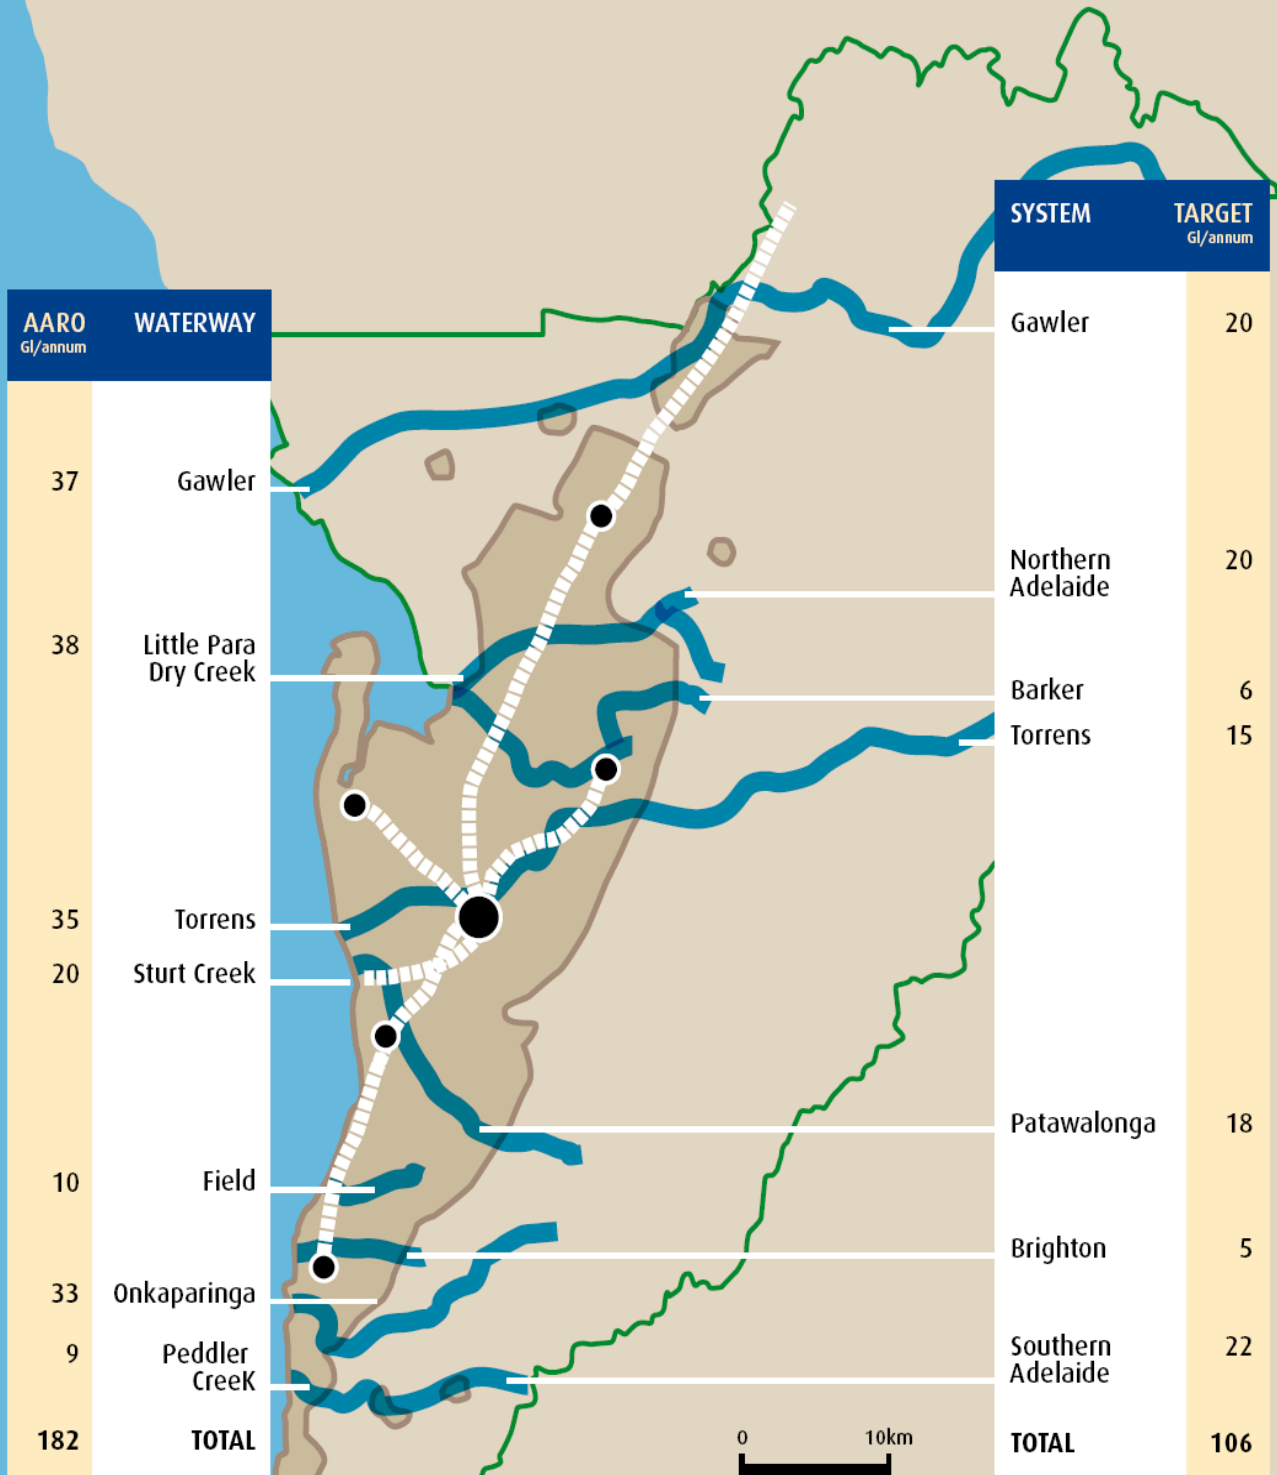 AARO WATERWAY
Gl/annum
37 Gawler
38 Little Para
Dry Creek
35 Torrens
20 Sturt Creek
10 Field
33 Onkaparinga
9 Peddler
CreeK
182 TOTAL
SYSTEM TARGET
Gl/annum
Gawler 20
Northern 20
Adelaide
Barker 6
Torrens 15
Patawalonga 18
Brighton 5
Southern 22
Adelaide
TOTAL 106
0 10km